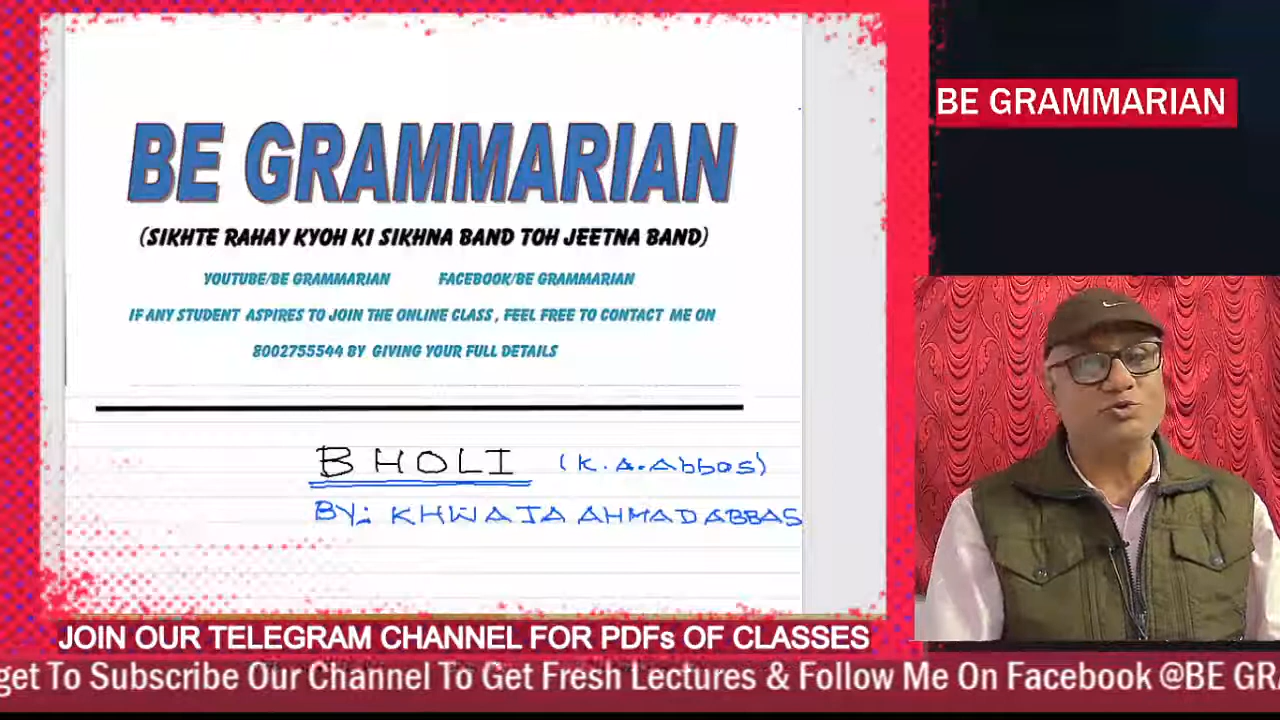 BE GRAMMARIAN
(SIKHTE RAHAY KYOH KI SIKHNA BAND TOH JEETNA BAND)
YOUTUBE/BE GRAMMARIAN FACEBOOK/BE GRAMMARIAN
IF ANY STUDENT ASPIRES TO JOIN THE ONLINE CLASS , FEEL FREE TO CONTACT ME ON
8002755544 BY GIVING YOUR FULL DETAILS
BHOLI (K.A.Abbas)
BY: KHWAJA AHMAD ABBAS
BE GRAMMARIAN
JOIN OUR TELEGRAM CHANNEL FOR PDFs OF CLASSES
get To Subscribe Our Channel To Get Fresh Lectures & Follow Me On Facebook @BE GRA